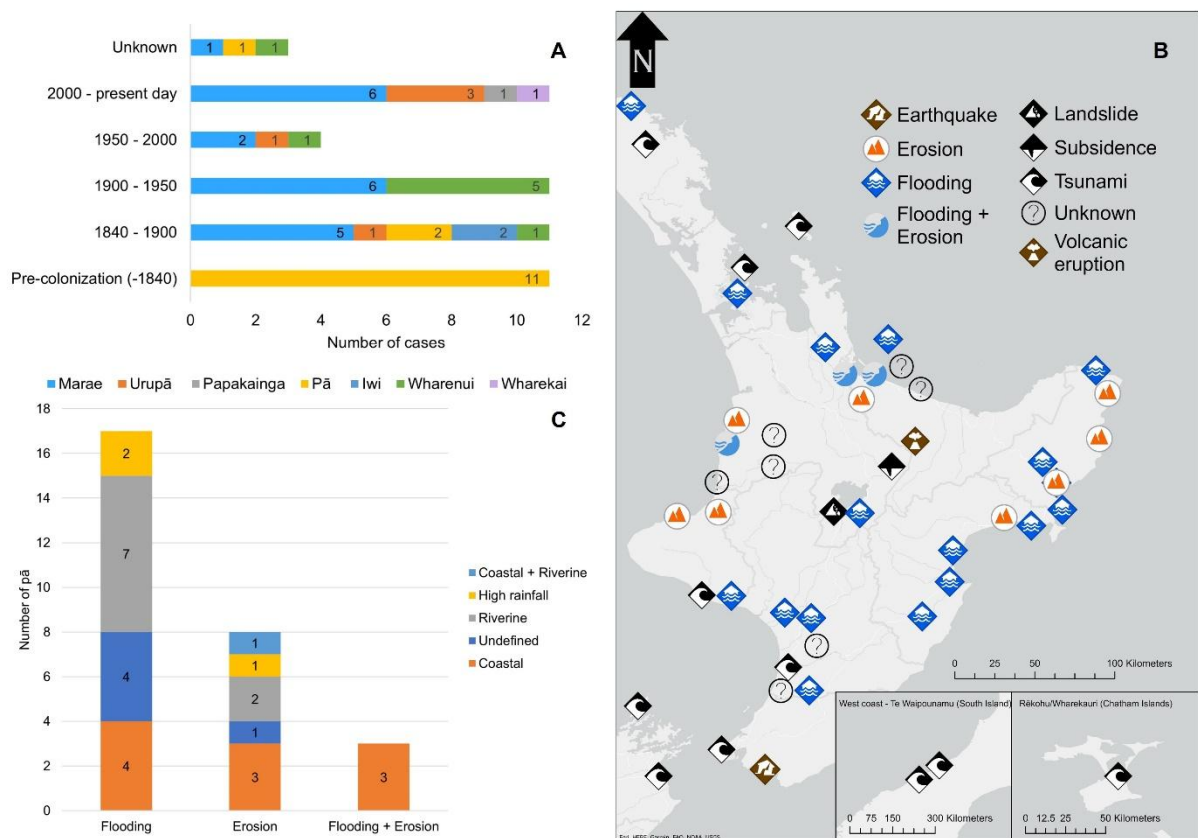 A
Unknown
1 1 1
2000 - present day
6 3 1 1
1950 - 2000
2 1 1
1900 - 1950
6 5
1840 - 1900
5 1 2 2 1
Pre-colonization (-1840)
11
0 2 4 6 8 10 12
Number of cases
Marae Urupā Papakainga Pā Iwi Wharenui Wharekai
B
N
Earthquake
Erosion
Flooding
Flooding +
Erosion
Landslide
Subsidence
Tsunami
Unknown
Volcanic
eruption
0 25 50 100 Kilometers
West coast - Te Waipounamu (South Island)
0 75 150 300 Kilometers
Rēkohu/Wharekauri (Chatham Islands)
0 12.5 25 50 Kilometers
Esri, HERE, Garmin, FAO, NOAA, USGS
C
Number of pā
18
16
14
12
10
8
6
4
2
0
2
7
4
4
1
1
2
1
3
3
Flooding Erosion Flooding + Erosion
Coastal + Riverine
High rainfall
Riverine
Undefined
Coastal